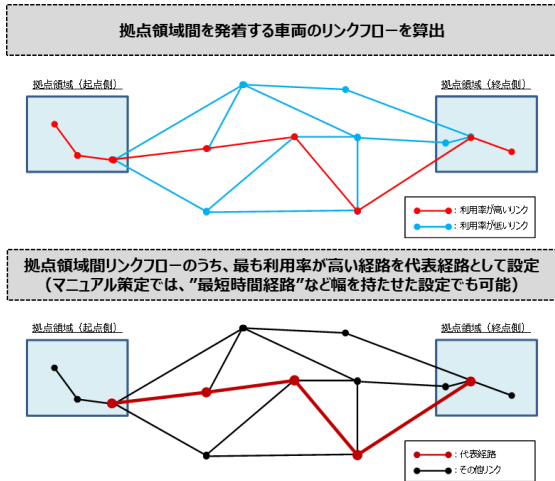 拠点領域間を発着する車両のリンクフローを算出
拠点領域（起点側）
拠点領域（終点側）
：利用率が高いリンク
：利用率が低いリンク
拠点領域間リンクフローのうち、最も利用率が高い経路を代表経路として設定
（マニュアル策定では、”最短時間経路”など幅を持たせた設定でも可能）
拠点領域（起点側）
拠点領域（終点側）
：代表経路
：その他リンク